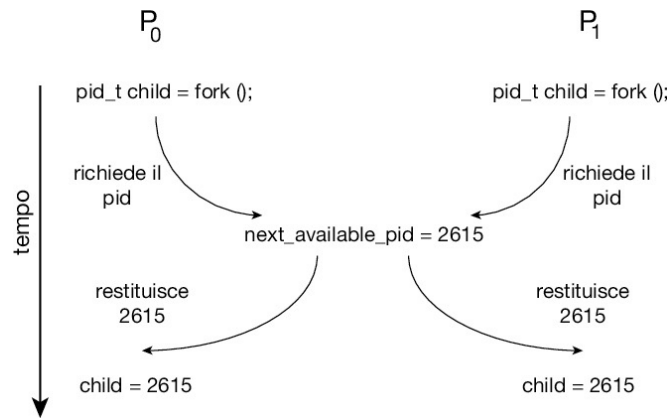 P0 P1
pid_t child = fork (); pid_t child = fork ();
richiede il richiede il
pid pid
tempo
next_available_pid = 2615
restituisce restituisce
2615 2615
child = 2615 child = 2615